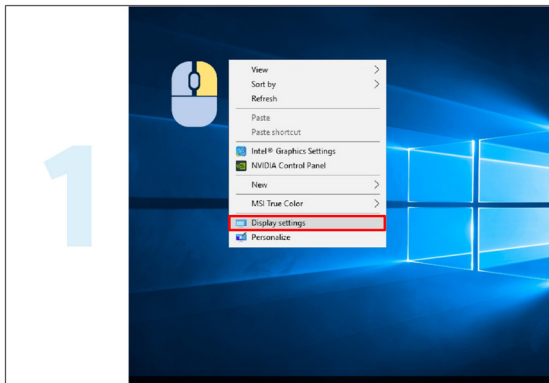 1
View
Sort by
Refresh
Paste
Paste shortcut
Intel® Graphics Settings
NVIDIA Control Panel
New
MSI True Color
Display settings
Personalize